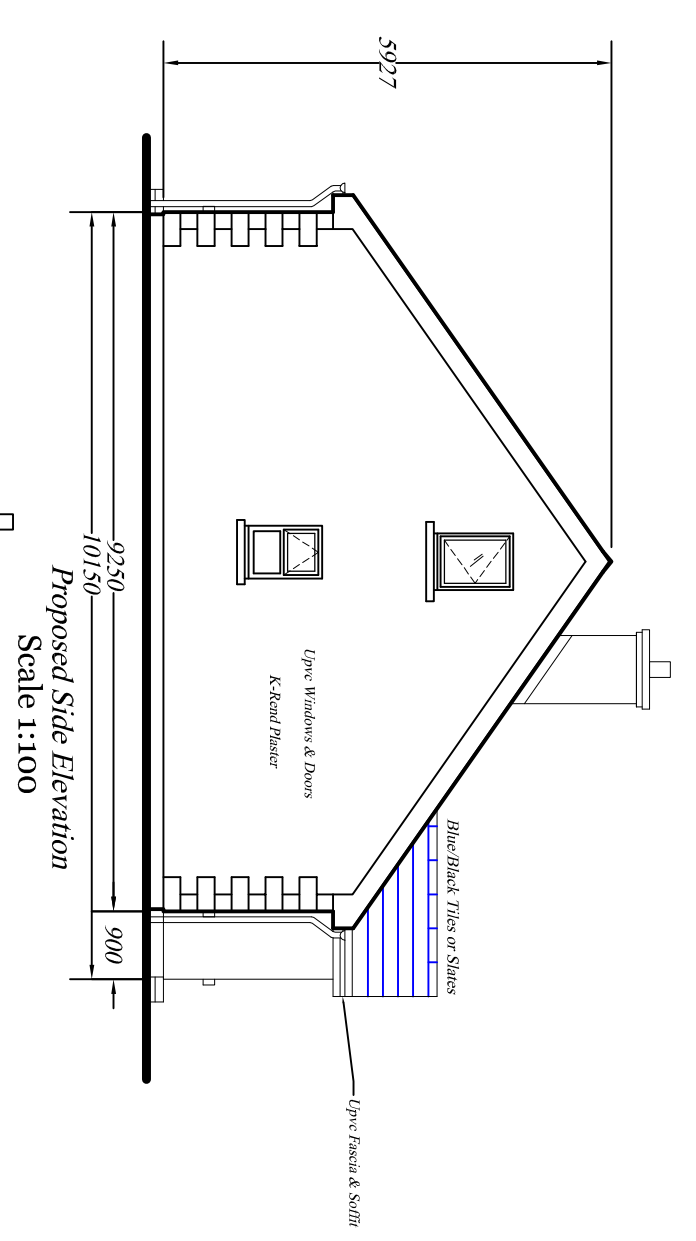 5927
Blue/Black Tiles or Slates
Upvc Windows & Doors
K-Rend Plaster
Upvc Fascia & Soffit
9250
900
10150
Proposed Side Elevation
Scale 1:100